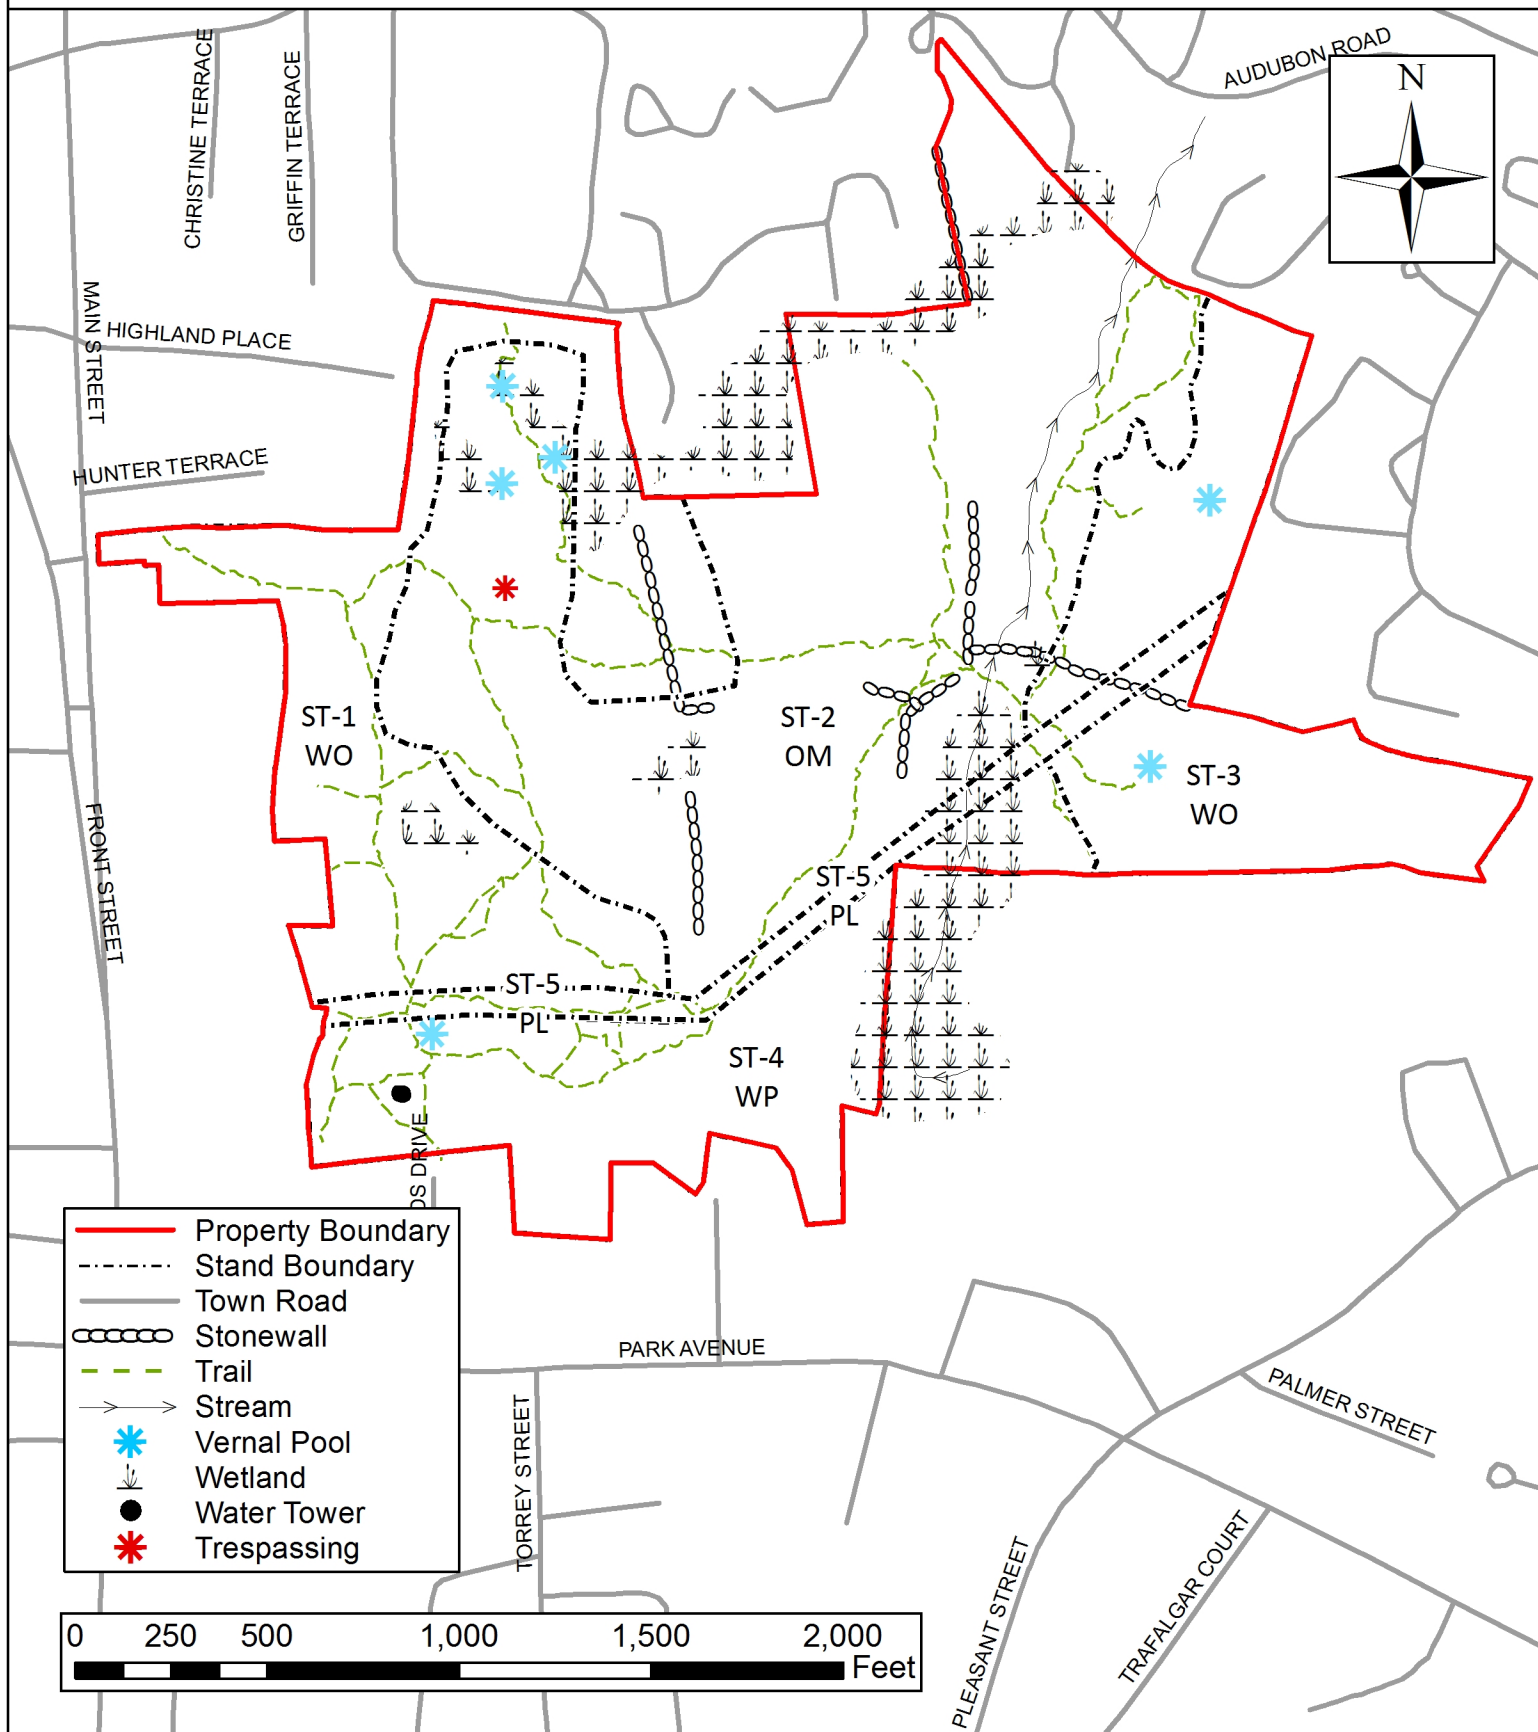 AUDUBON ROAD
N
CHRISTINE TERRACE
GRIFFIN TERRACE
MAIN STREET
HIGHLAND PLACE
HUNTER TERRACE
ST-1
WO
ST-2
OM
ST-3
WO
FRONT STREET
ST-5
PL
ST-5
PL
ST-4
WP
DS DRIVE
Property Boundary
Stand Boundary
Town Road
Stonewall
Trail
Stream
Vernal Pool
Wetland
Water Tower
Trespassing
PARK AVENUE
PALMER STREET
TORREY STREET
PLEASANT STREET
TRAFALGAR COURT
0 250 500 1,000 1,500 2,000
Feet